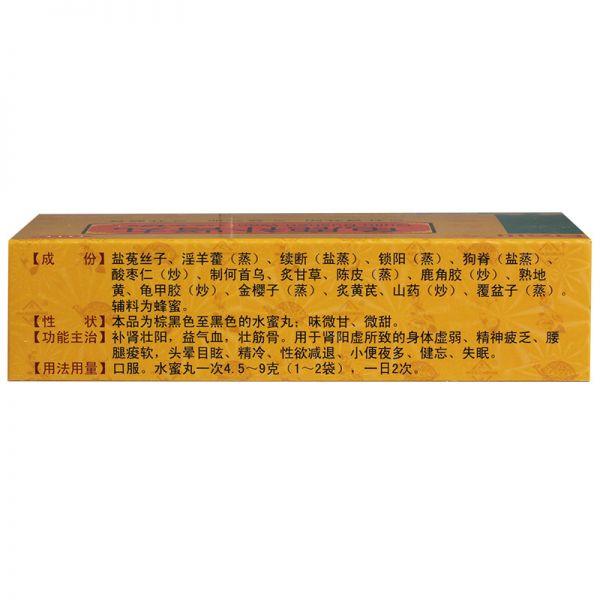 【成　份】盐菟丝子、淫羊藿（蒸）、续断（盐蒸）、锁阳（蒸）、狗脊（盐蒸）、
酸枣仁（炒）、制何首乌、炙甘草、陈皮（蒸）、鹿角胶（炒）、熟地
黄、龟甲胶（炒）、金樱子（蒸）、炙黄芪、山药（炒）、覆盆子（蒸）。
辅料为蜂蜜。
【性　状】本品为棕黑色至黑色的水蜜丸；味微甘、微甜。
【功能主治】补肾壮阳，益气血，壮筋骨。用于肾阳虚所致的身体虚弱、精神疲乏、腰
腿痠软，头晕目眩、精冷、性欲减退、小便夜多、健忘、失眠。
【用法用量】口服。水蜜丸一次4.5～9克（1～2袋），一日2次。